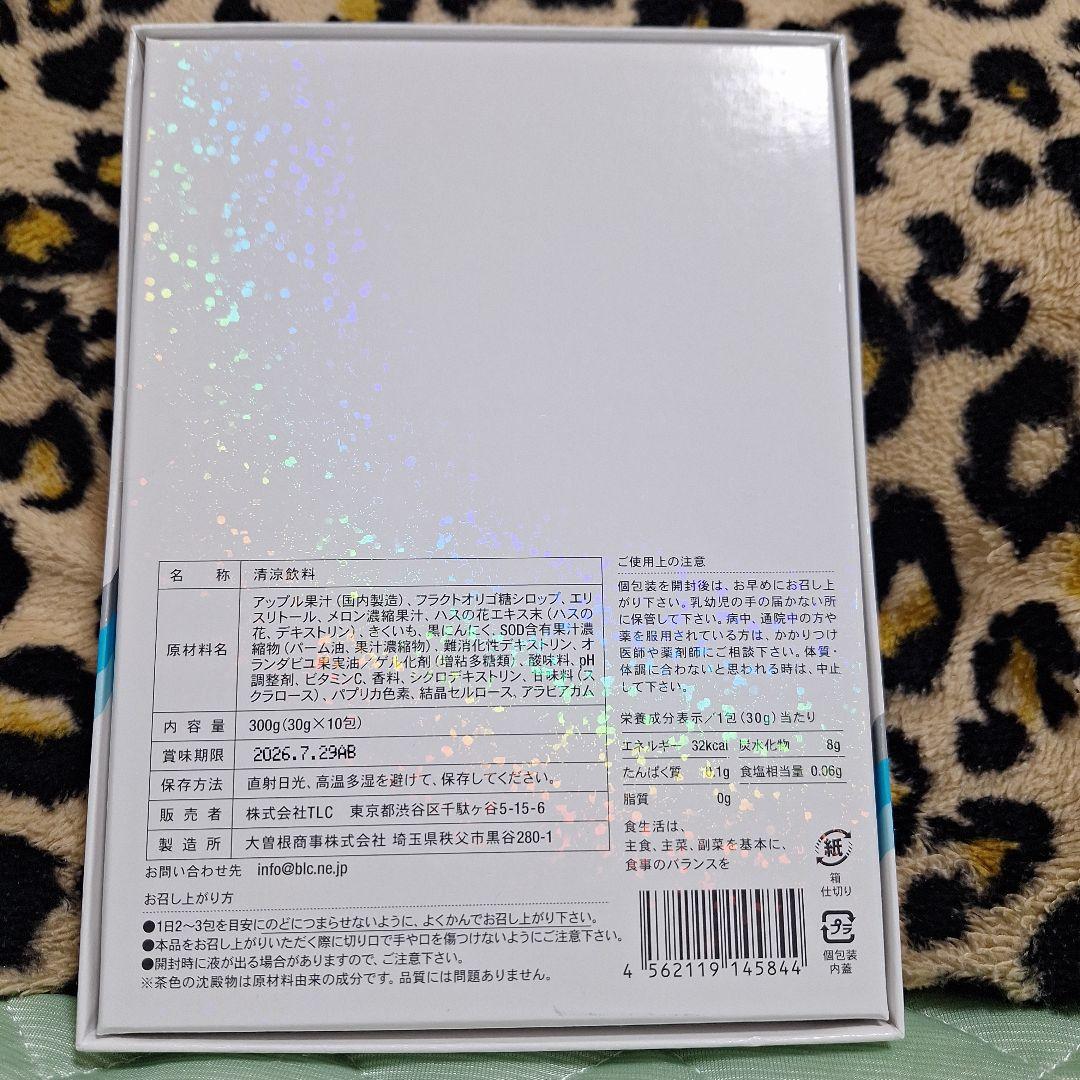 名称 清涼飲料
原材料名
アップル果汁(国内製造)、フラクトオリゴ糖シロップ、エリ
スリトール、メロン濃縮果汁、ハスの花エキス末(ハスの
花、デキストリン)、きくいも、黒にんにく、SOD含有果汁濃
縮物(パーム油、果汁濃縮物)、難消化性デキストリン、オ
ランダビユ果実油/ゲル化剤(増粘多糖類)、酸味料、pH
調整剤、ビタミンC、香料、シクロデキストリン、甘味料(ス
クラロース)、パプリカ色素、結晶セルロース、アラビアガム
内容量 300g(30g×10包)
賞味期限 2026.7.29AB
保存方法 直射日光、高温多湿を避けて、保存してください。
販売者 株式会社TLC 東京都渋谷区千駄ヶ谷5-15-6
製造所 大曽根商事株式会社 埼玉県秩父市黒谷280-1
お問い合わせ先 info@blc.ne.jp
お召し上がり方
●1日2~3包を目安にのどにつまらせないように、よくかんでお召し上がり下さい。
●本品をお召し上がりいただく際に切り口で手や口を傷つけないようにご注意下さい。
●開封時に液が出る場合がありますので、ご注意下さい。
※茶色の沈殿物は原材料由来の成分です。品質には問題ありません。
ご使用上の注意
個包装を開封後は、お早めにお召し上
がり下さい。乳幼児の手の届かない所
に保管して下さい。病中、通院中の方や
薬を服用されている方は、かかりつけ
医師や薬剤師にご相談下さい。体質・
体調に合わないと思われる時は、中止
して下さい。
栄養成分表示/1包(30g)当たり
エネルギー 32kcal 炭水化物 8g
たんぱく質 0.1g 食塩相当量 0.06g
脂質 0g
食生活は、
主食、主菜、副菜を基本に、
食事のバランスを
紙
箱
仕切り
プラ
個包装
内蓋
4 562119 145844